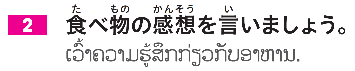 2 食べ物の感想を言いましょう。
ເວົ້າຄວາມຮູ້ສຶກກ່ຽວກັບອາຫານ.